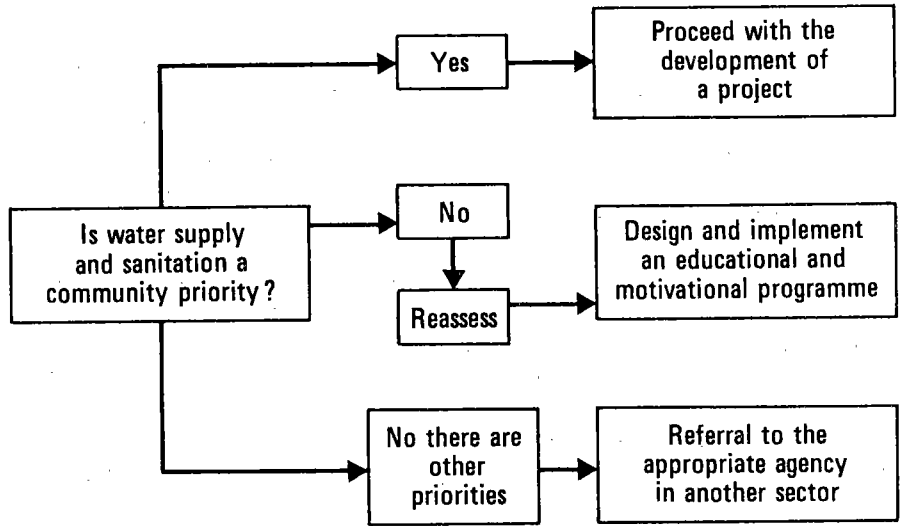 Yes
Proceed with the
development of
a project
Is water supply
and sanitation a
community priority?
No
Reassess
Design and implement
an educational and
motivational programme
No there are
other
priorities
Referral to the
appropriate agency
in another sector